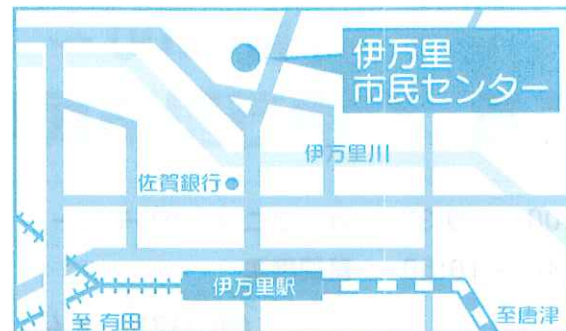 伊万里
市民センター
伊万里川
佐賀銀行
伊万里駅
至 有田
至唐津